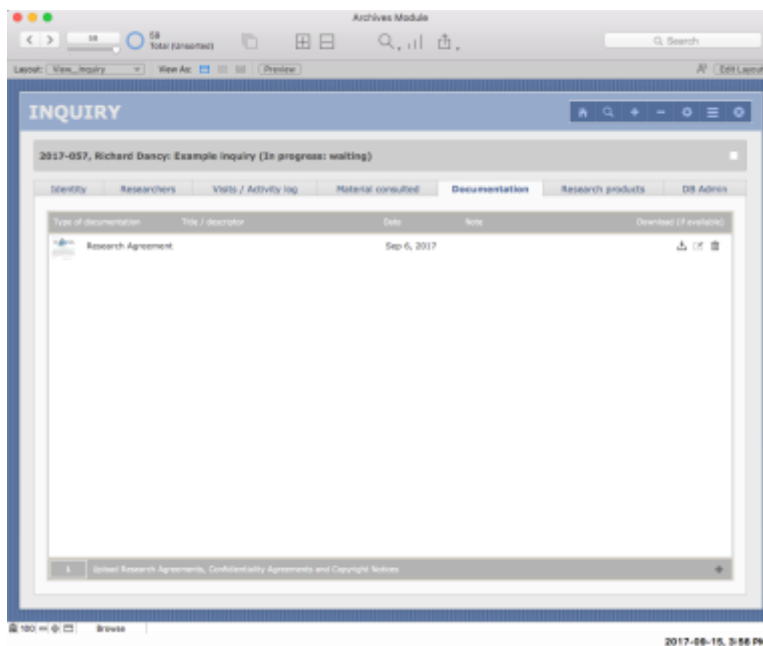 Archives Module
58
58
Total (Unsorted)
Search
Layout: View_Inquiry View As: Preview Edit Layout
INQUIRY
2017-057, Richard Dancy: Example inquiry (In progress: waiting)
Identity Researchers Visits / Activity log Material consulted Documentation Research products DB Admin
Type of documentation Title / descriptor Date Note Download (if available)
Research Agreement Sep 6, 2017
1 Upload Research Agreements, Confidentiality Agreements and Copyright Notices
100 Browse
2017-09-15, 3:56 PM